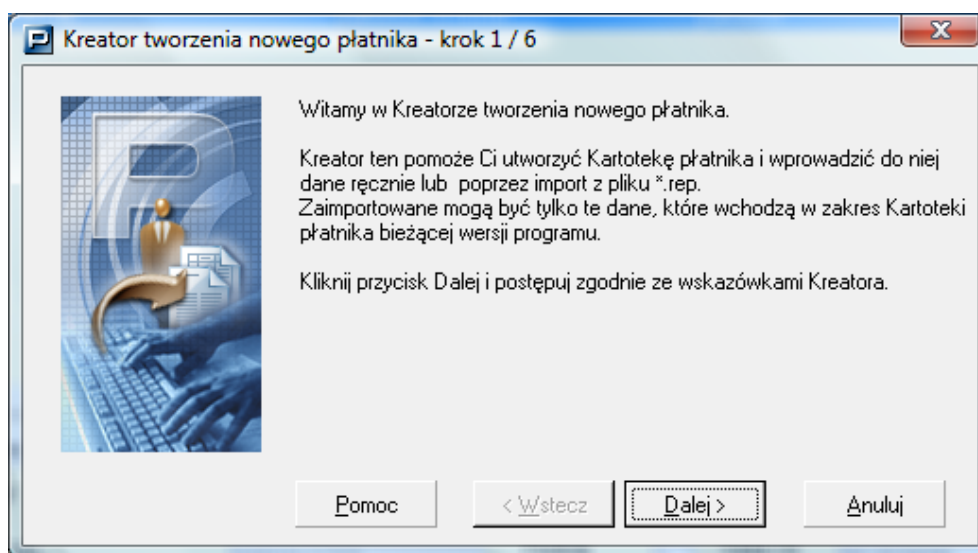 Kreator tworzenia nowego płatnika - krok 1 / 6
Witamy w Kreatorze tworzenia nowego płatnika.
Kreator ten pomoże Ci utworzyć Kartotekę płatnika i wprowadzić do niej
dane ręcznie lub poprzez import z pliku *.rep.
Zaimportowane mogą być tylko te dane, które wchodzą w zakres Kartoteki
płatnika bieżącej wersji programu.
Kliknij przycisk Dalej i postępuj zgodnie ze wskazówkami Kreatora.
Pomoc < Wstecz Dalej > Anuluj